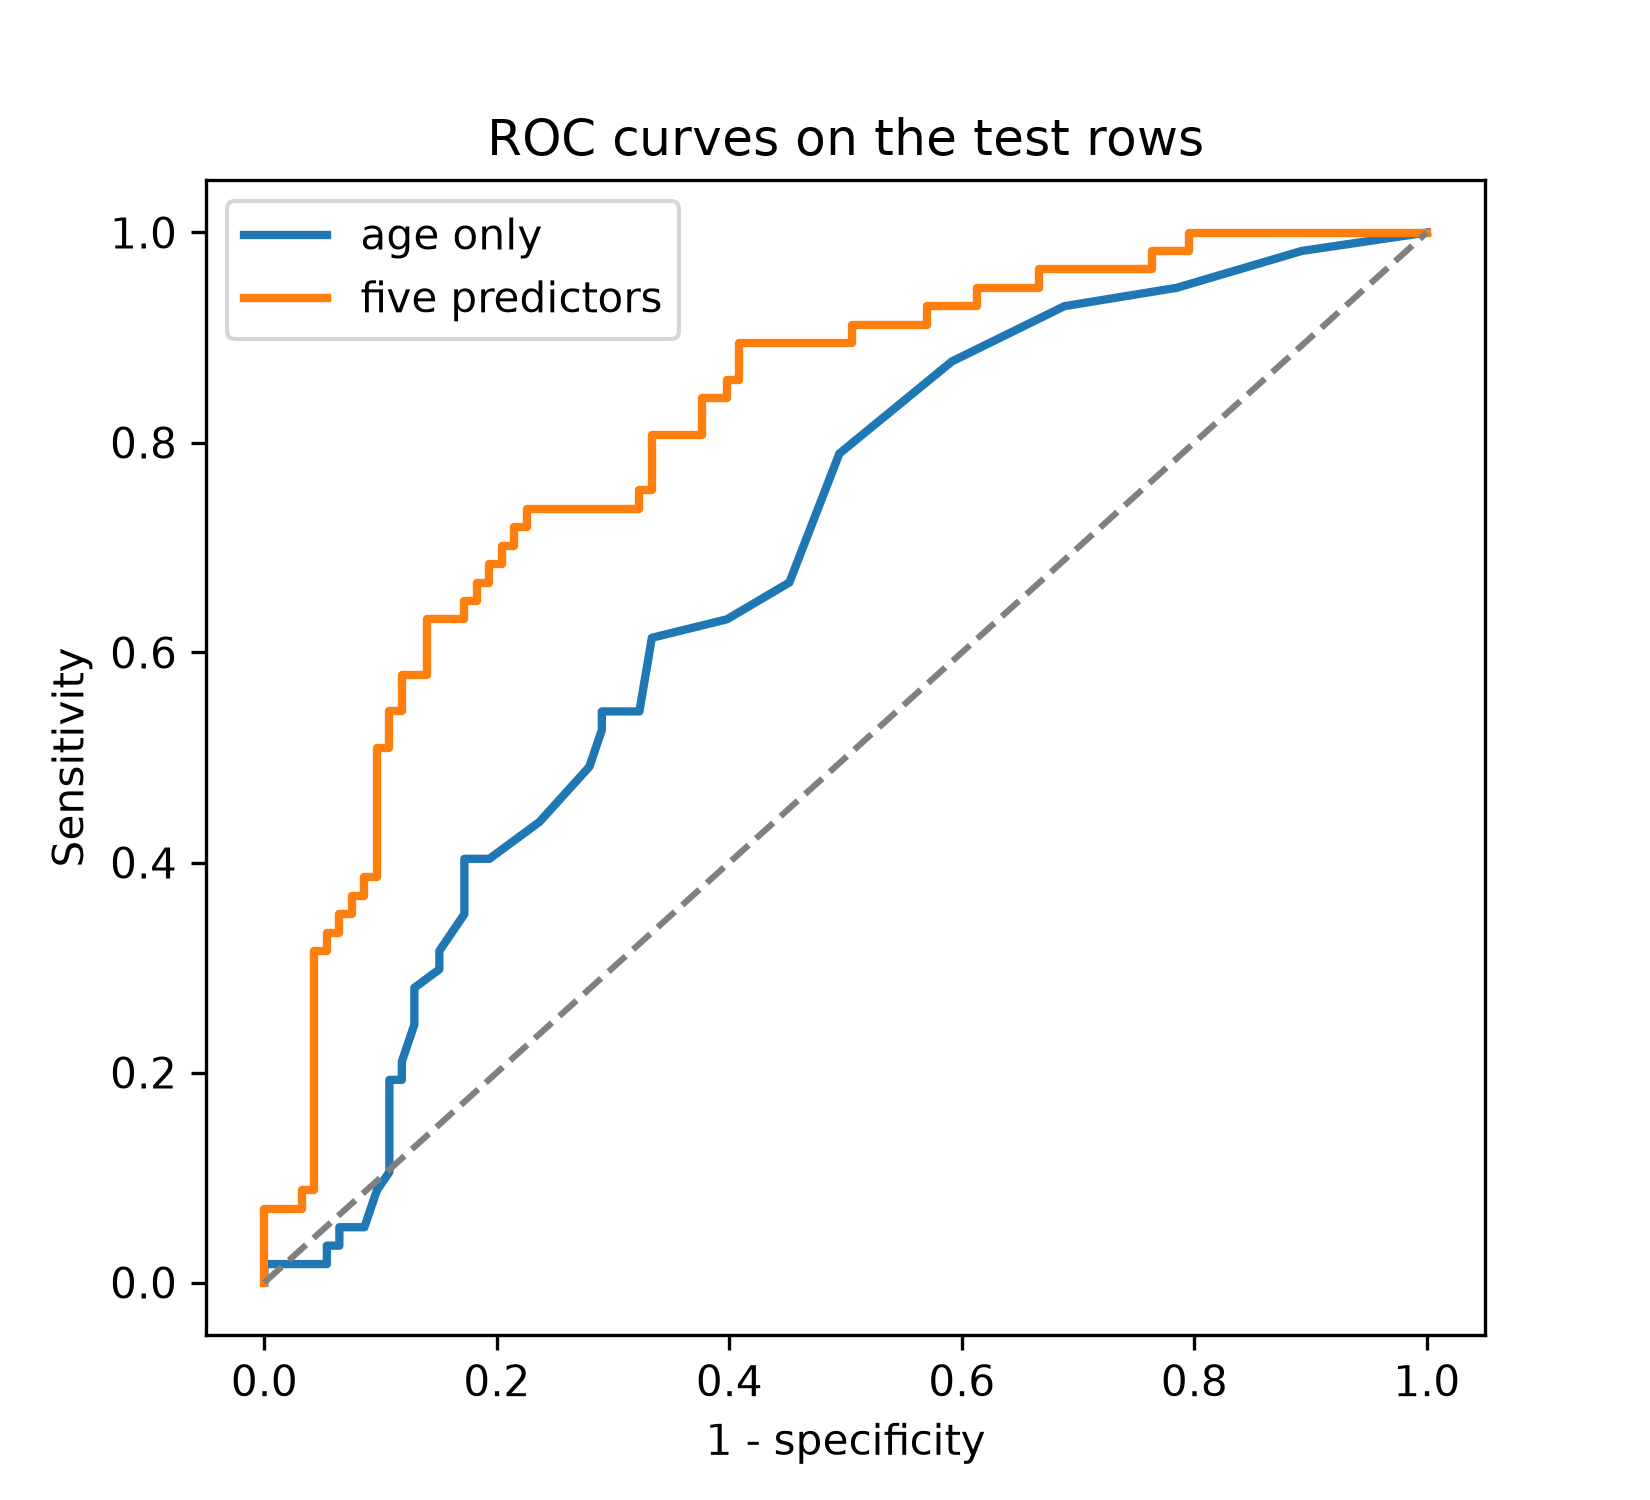 ROC curves on the test rows
age only
five predictors
1.0
0.8
0.6
0.4
0.2
0.0
Sensitivity
0.0 0.2 0.4 0.6 0.8 1.0
1 - specificity